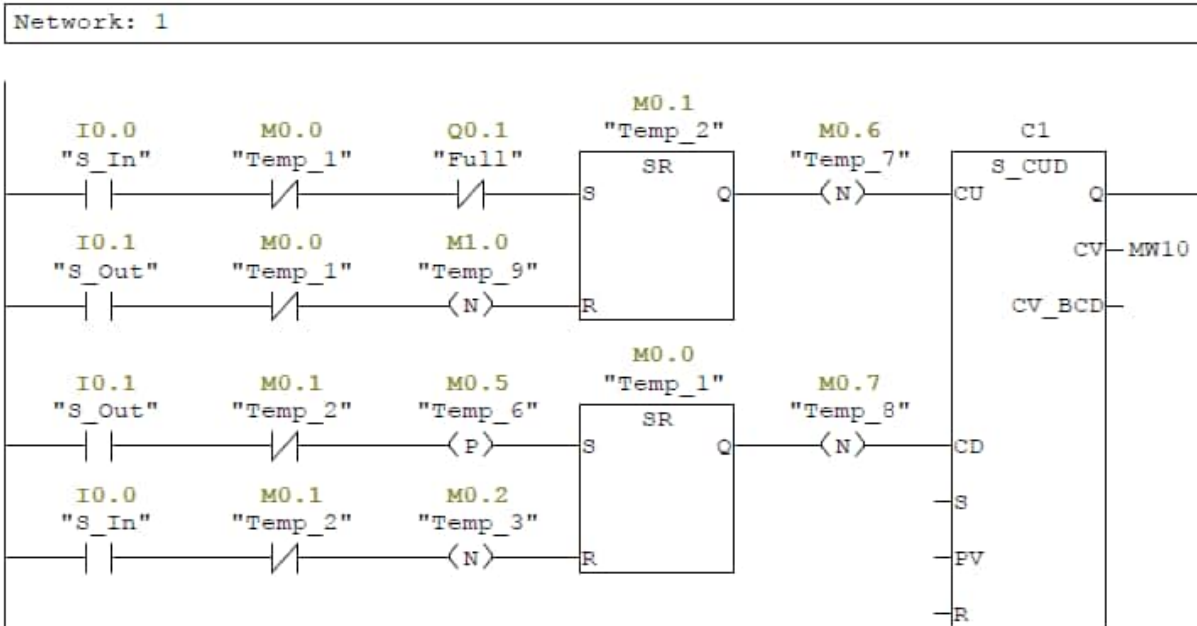 Network: 1
M0.1
I0.0 M0.0 Q0.1 "Temp_2" M0.6 C1
"S_In" "Temp_1" "Full" SR "Temp_7" S_CUD
S Q N CU Q
I0.1 M0.0 M1.0
"S_Out" "Temp_1" "Temp_9" CV MW10
N R CV_BCD
M0.0
I0.1 M0.1 M0.5 "Temp_1" M0.7
"S_Out" "Temp_2" "Temp_6" SR "Temp_8"
P S Q N CD
I0.0 M0.1 M0.2 S
"S_In" "Temp_2" "Temp_3"
N R PV
R